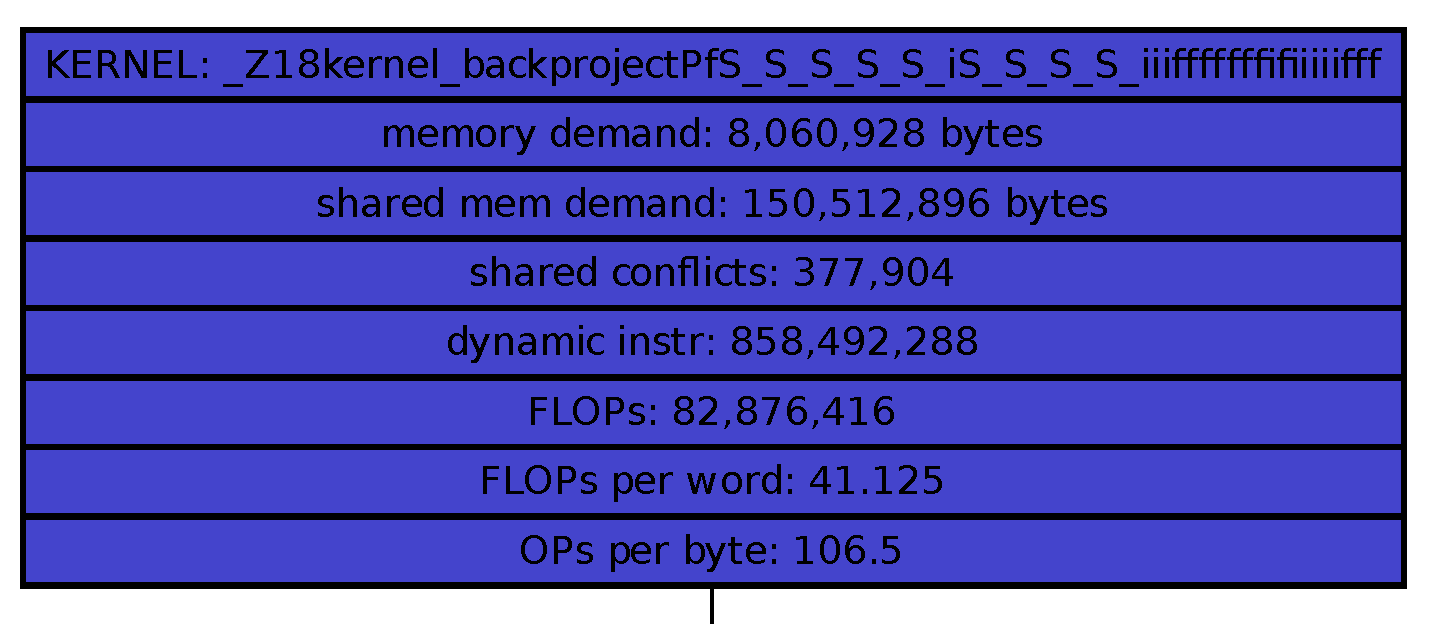 KERNEL: _Z18kernel_backprojectPfS_S_S_S_S_iS_S_S_S_iiifffffffifiiiiifff
memory demand: 8,060,928 bytes
shared mem demand: 150,512,896 bytes
shared conflicts: 377,904
dynamic instr: 858,492,288
FLOPs: 82,876,416
FLOPs per word: 41.125
OPs per byte: 106.5